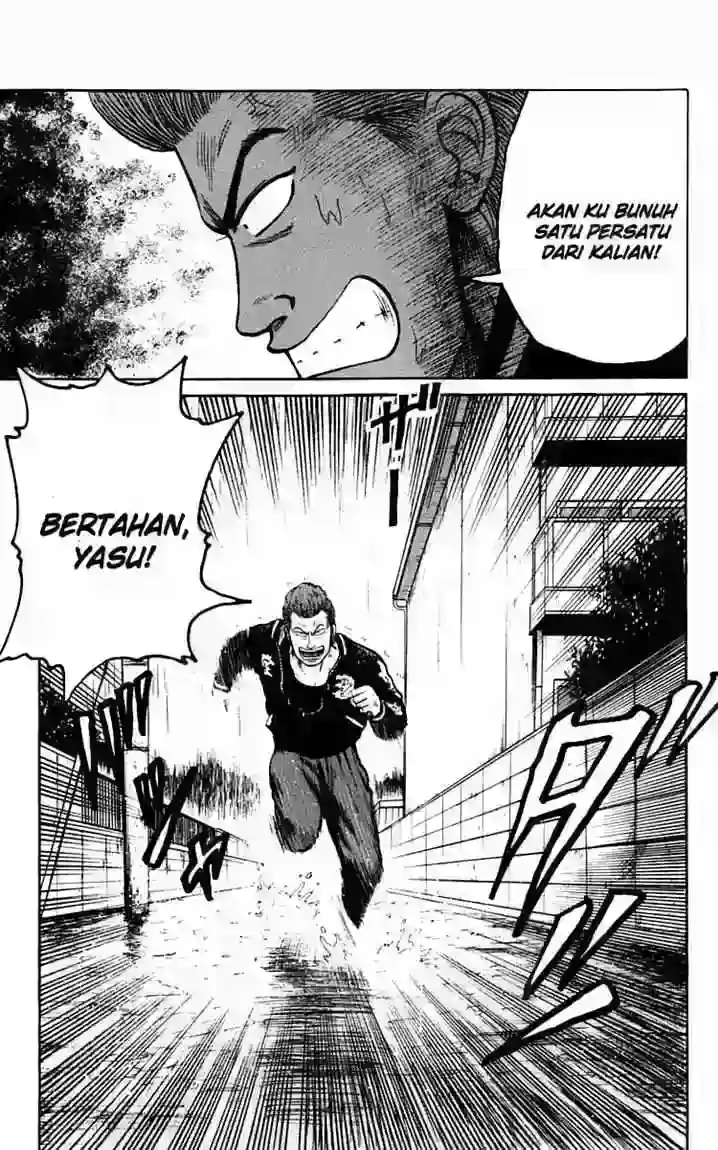 AKAN KU BUNUH
SATU PERSATU
DARI KALIAN!
BERTAHAN,
YASU!